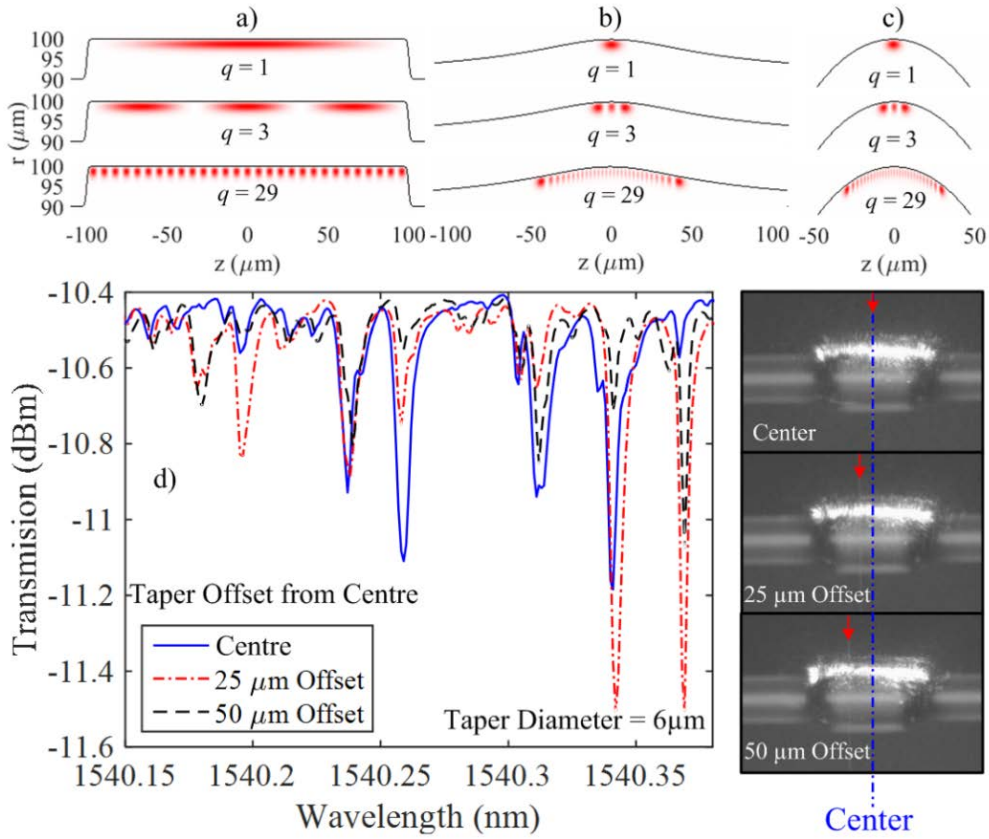 a)
b)
c)
r (μm)
100
95
90
q = 1
q = 1
q = 1
100
95
90
q = 3
q = 3
q = 3
100
95
90
q = 29
q = 29
q = 29
-100 -50 0 50 100
-100 -50 0 50 100
-50 0 50
z (μm)
z (μm)
z (μm)
Transmision (dBm)
-10.4
-10.6
-10.8
-11
-11.2
-11.4
-11.6
d)
Taper Offset from Centre
Centre
25 μm Offset
50 μm Offset
Taper Diameter = 6μm
1540.15 1540.2 1540.25 1540.3 1540.35
Wavelength (nm)
Center
25 μm Offset
50 μm Offset
Center